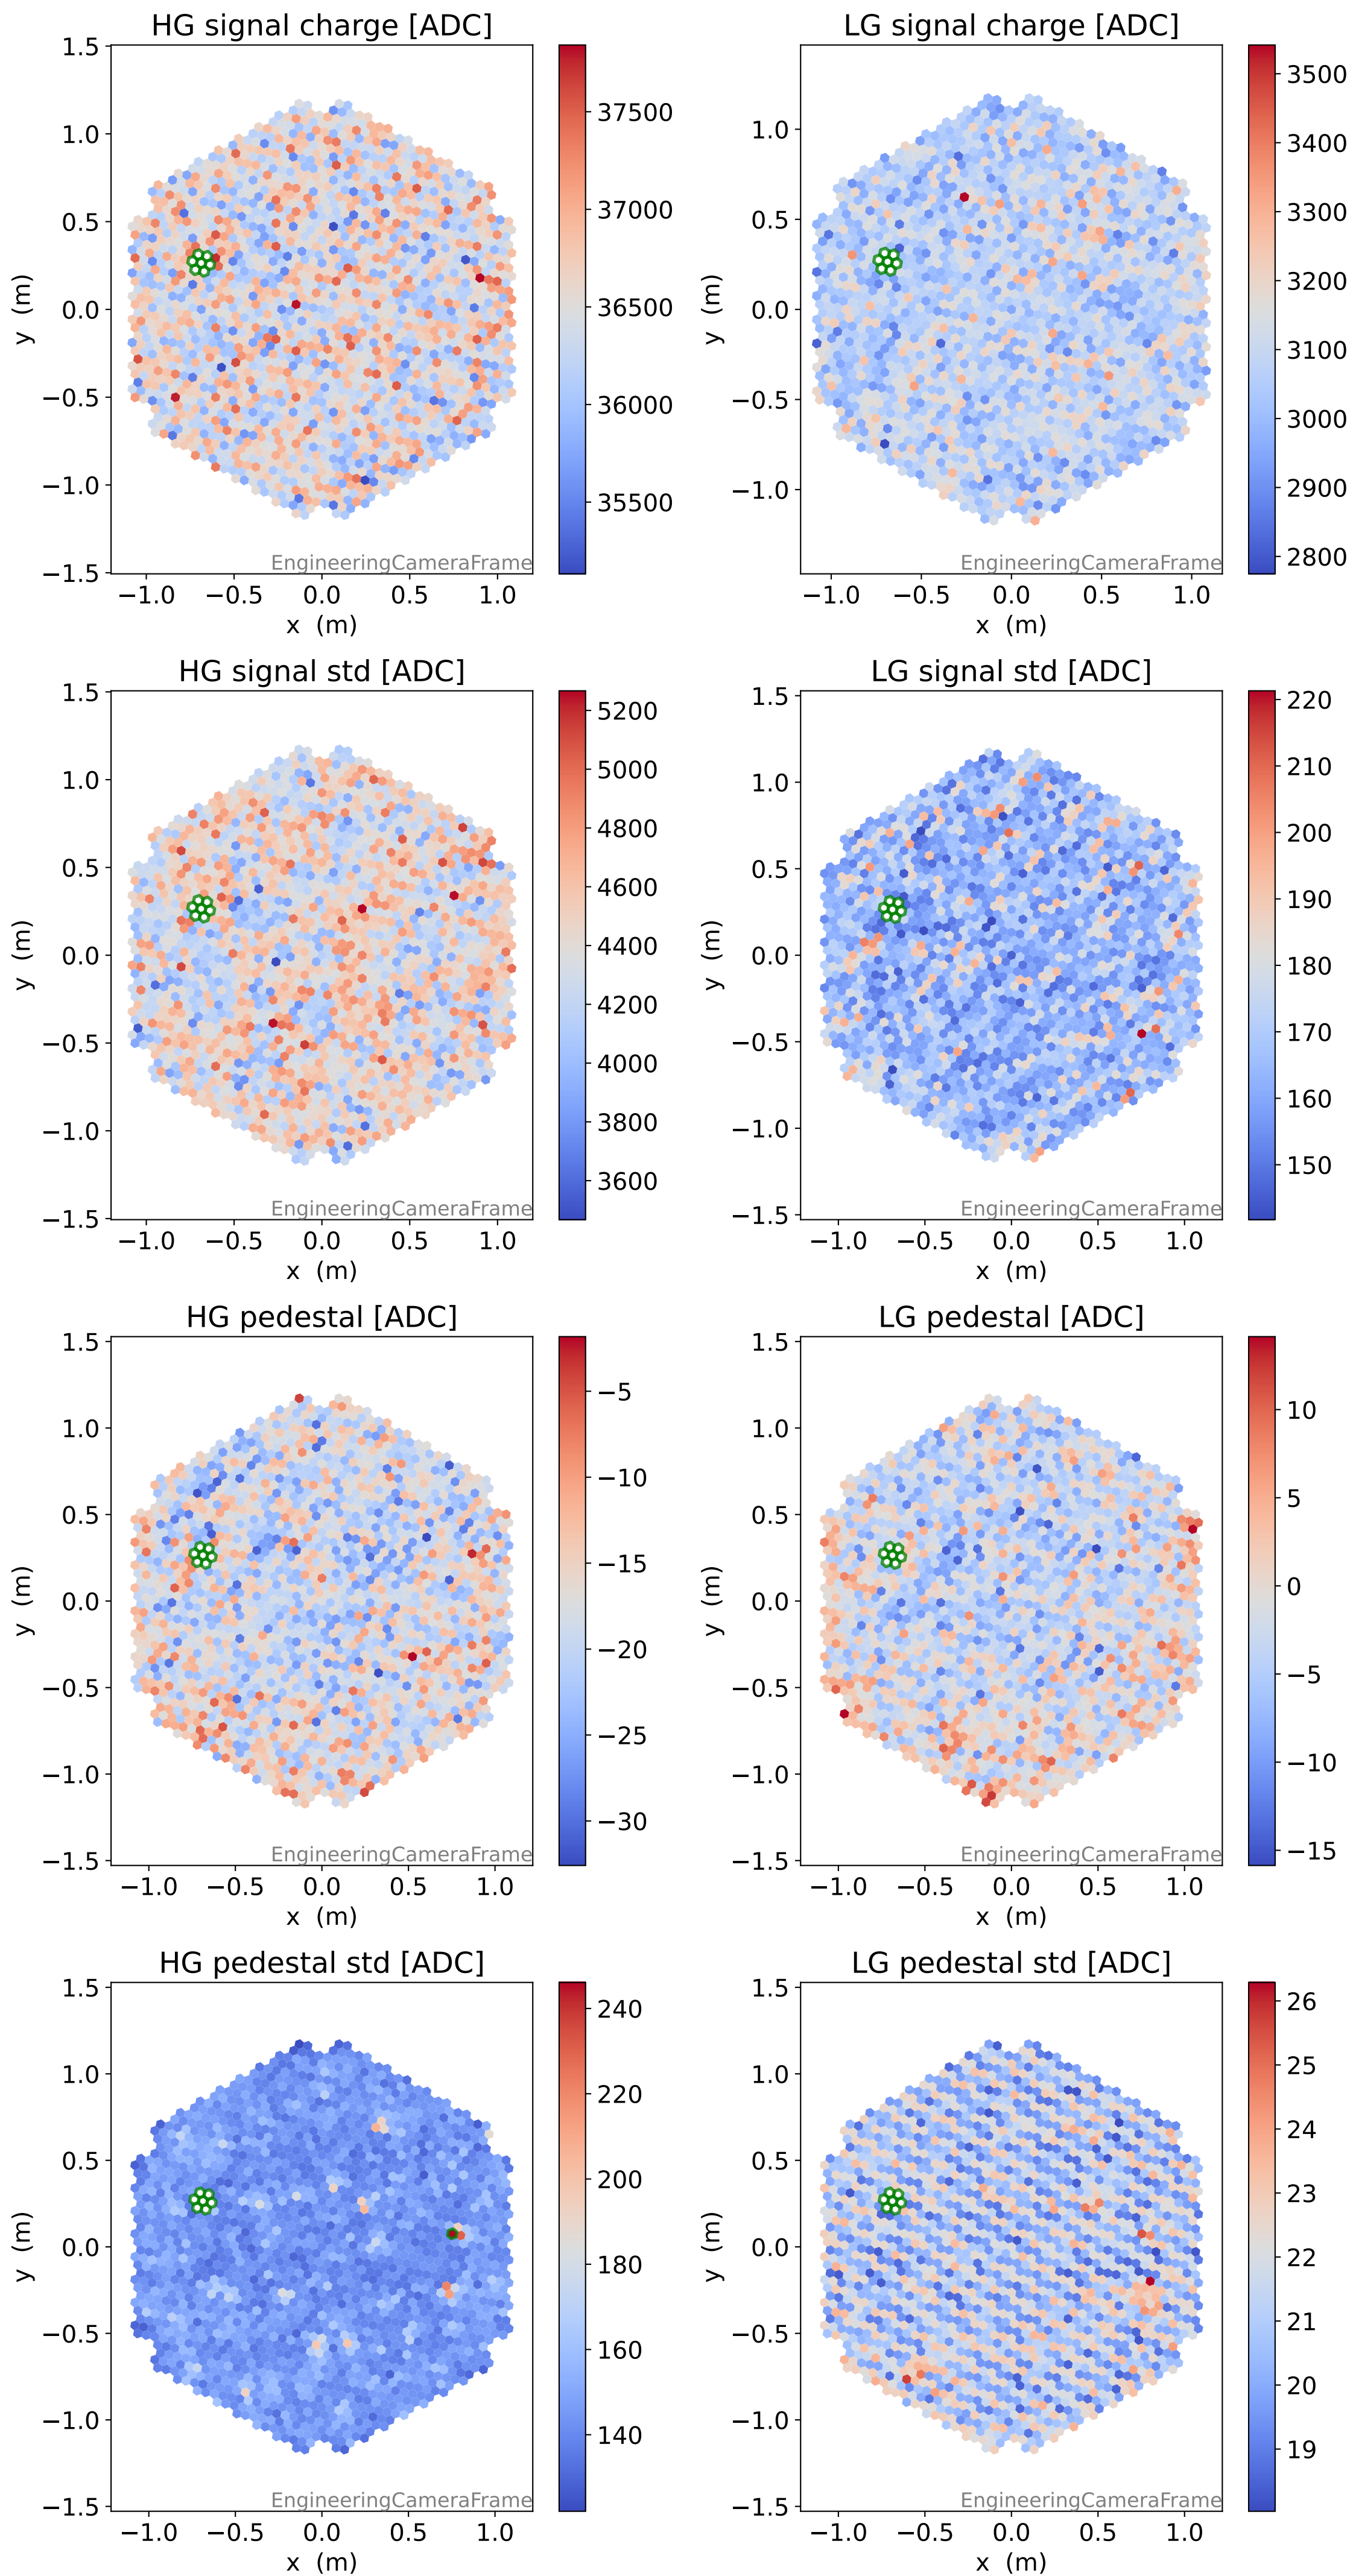 HG signal charge [ADC]
LG signal charge [ADC]
1.5
1.0
0.5
0.0
−0.5
−1.0
−1.5
y (m)
−1.0 −0.5 0.0 0.5 1.0
x (m)
EngineeringCameraFrame
37500
37000
36500
36000
35500
1.0
0.5
0.0
−0.5
−1.0
y (m)
−1.0 −0.5 0.0 0.5 1.0
x (m)
EngineeringCameraFrame
3500
3400
3300
3200
3100
3000
2900
2800
HG signal std [ADC]
LG signal std [ADC]
1.5
1.0
0.5
0.0
−0.5
−1.0
−1.5
y (m)
−1.0 −0.5 0.0 0.5 1.0
x (m)
EngineeringCameraFrame
5200
5000
4800
4600
4400
4200
4000
3800
3600
1.5
1.0
0.5
0.0
−0.5
−1.0
−1.5
y (m)
−1.0 −0.5 0.0 0.5 1.0
x (m)
EngineeringCameraFrame
220
210
200
190
180
170
160
150
HG pedestal [ADC]
LG pedestal [ADC]
1.5
1.0
0.5
0.0
−0.5
−1.0
−1.5
y (m)
−1.0 −0.5 0.0 0.5 1.0
x (m)
EngineeringCameraFrame
−5
−10
−15
−20
−25
−30
1.5
1.0
0.5
0.0
−0.5
−1.0
−1.5
y (m)
−1.0 −0.5 0.0 0.5 1.0
x (m)
EngineeringCameraFrame
10
5
0
−5
−10
−15
HG pedestal std [ADC]
LG pedestal std [ADC]
1.5
1.0
0.5
0.0
−0.5
−1.0
−1.5
y (m)
−1.0 −0.5 0.0 0.5 1.0
x (m)
EngineeringCameraFrame
240
220
200
180
160
140
1.5
1.0
0.5
0.0
−0.5
−1.0
−1.5
y (m)
−1.0 −0.5 0.0 0.5 1.0
x (m)
EngineeringCameraFrame
26
25
24
23
22
21
20
19